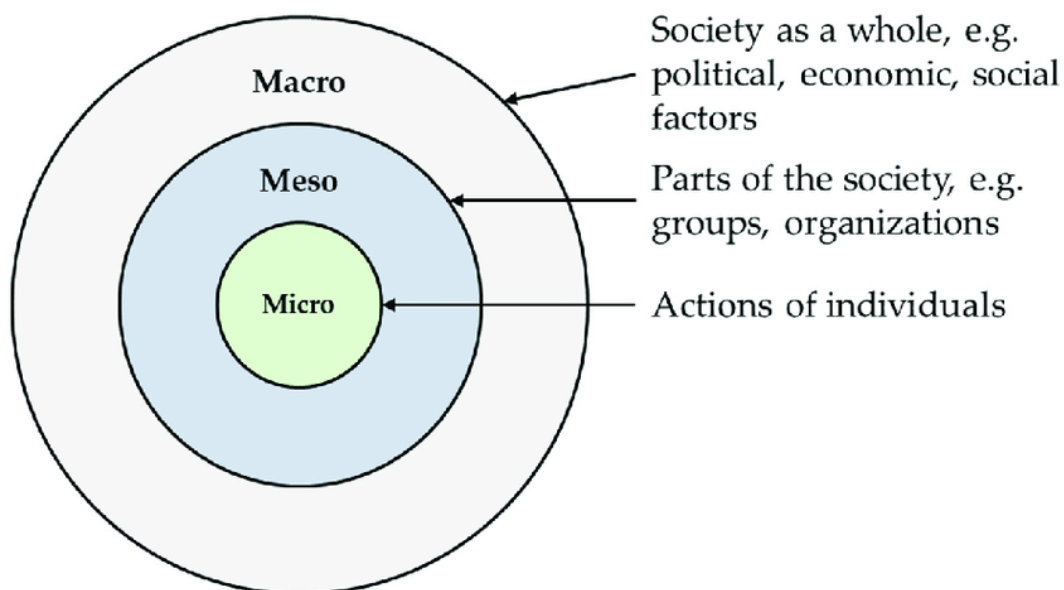 Macro
Meso
Micro
Society as a whole, e.g.
political, economic, social
factors
Parts of the society, e.g.
groups, organizations
Actions of individuals